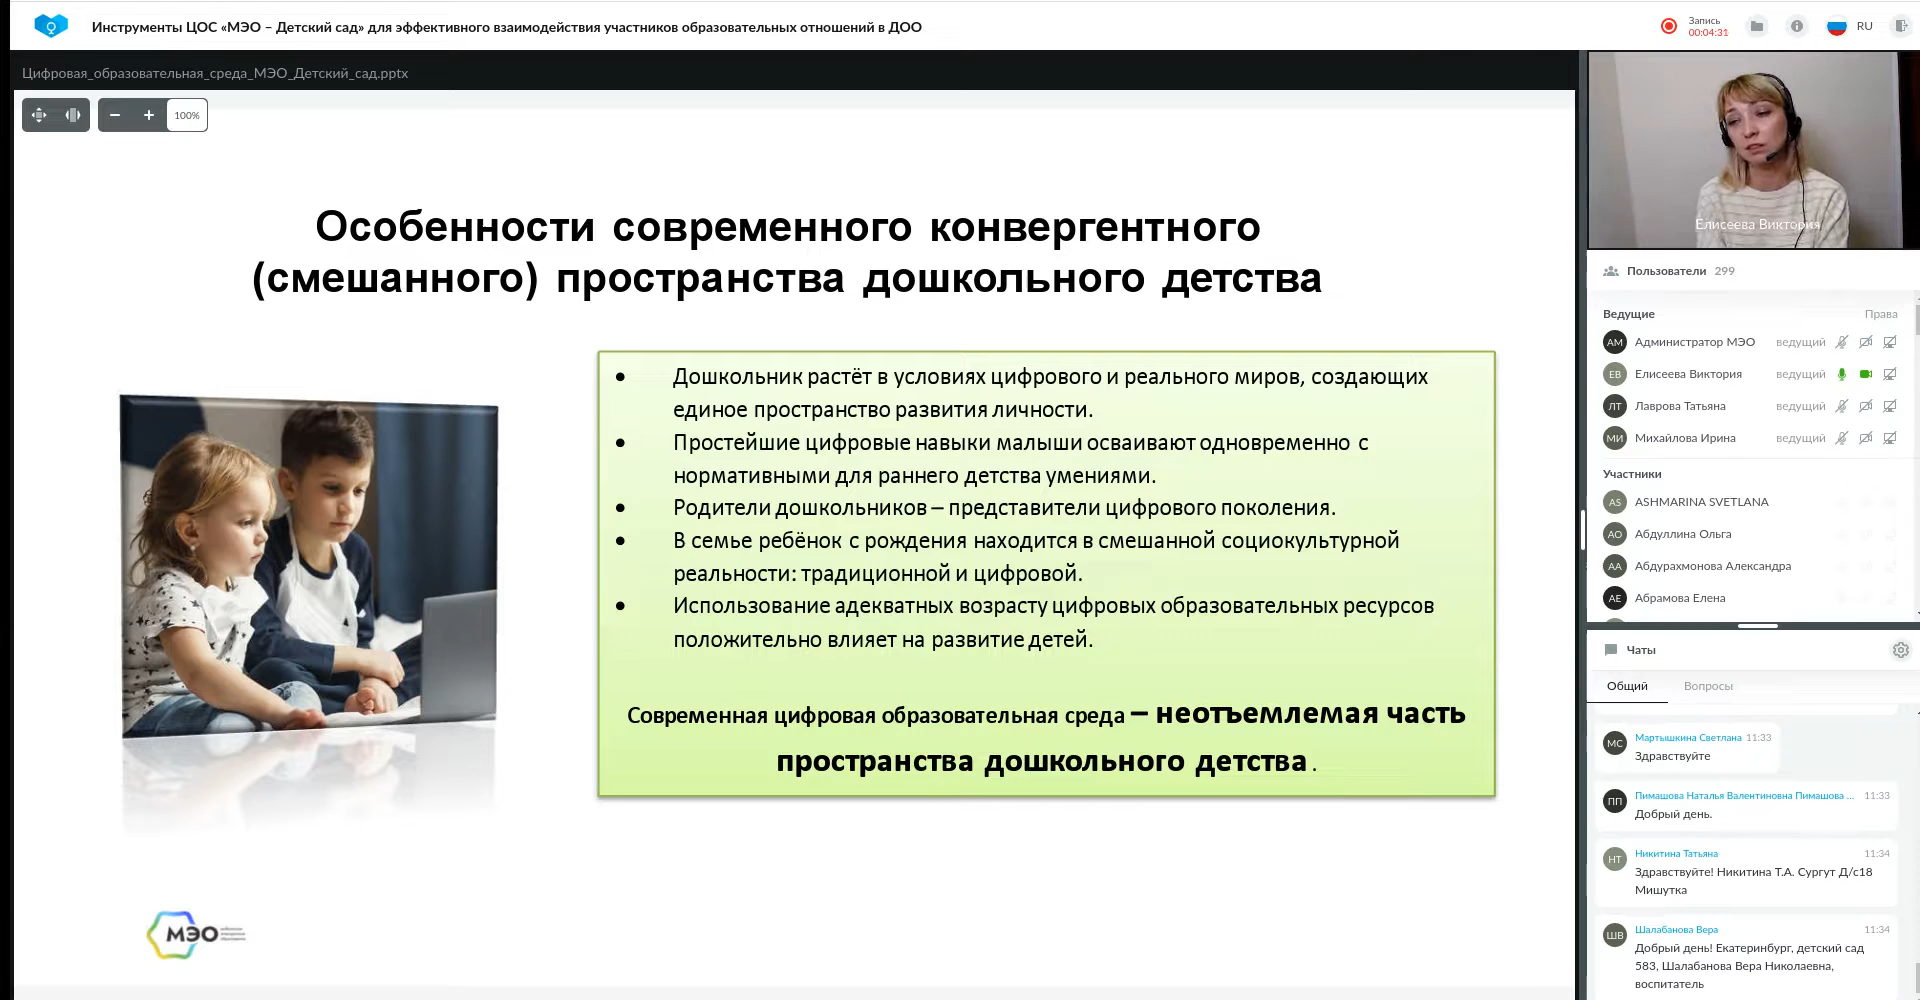 Инструменты ЦОС «МЭО – Детский сад» для эффективного взаимодействия участников образовательных отношений в ДОО
Запись
00:04:31
RU
Цифровая_образовательная_среда_МЭО_Детский_сад.pptx
100%
Особенности современного конвергентного
(смешанного) пространства дошкольного детства
• Дошкольник растёт в условиях цифрового и реального миров, создающих
единое пространство развития личности.
• Простейшие цифровые навыки малыши осваивают одновременно с
нормативными для раннего детства умениями.
• Родители дошкольников – представители цифрового поколения.
• В семье ребёнок с рождения находится в смешанной социокультурной
реальности: традиционной и цифровой.
• Использование адекватных возрасту цифровых образовательных ресурсов
положительно влияет на развитие детей.
Современная цифровая образовательная среда – неотъемлемая часть
пространства дошкольного детства.
МЭО
Елисеева Виктория
Пользователи 299
Ведущие Права
АМ Администратор МЭО ведущий
ЕВ Елисеева Виктория ведущий
ЛТ Лаврова Татьяна ведущий
МИ Михайлова Ирина ведущий
Участники
AS ASHMARINA SVETLANA
АО Абдуллина Ольга
АА Абдурахмонова Александра
АЕ Абрамова Елена
Чаты
Общий Вопросы
МС Мартышкина Светлана 11:33
Здравствуйте
ПП Пимашова Наталья Валентиновна Пимашова ... 11:33
Добрый день.
НТ Никитина Татьяна 11:34
Здравствуйте! Никитина Т.А. Сургут Д/с18
Мишутка
ШВ Шалабанова Вера 11:34
Добрый день! Екатеринбург, детский сад
583, Шалабанова Вера Николаевна,
воспитатель